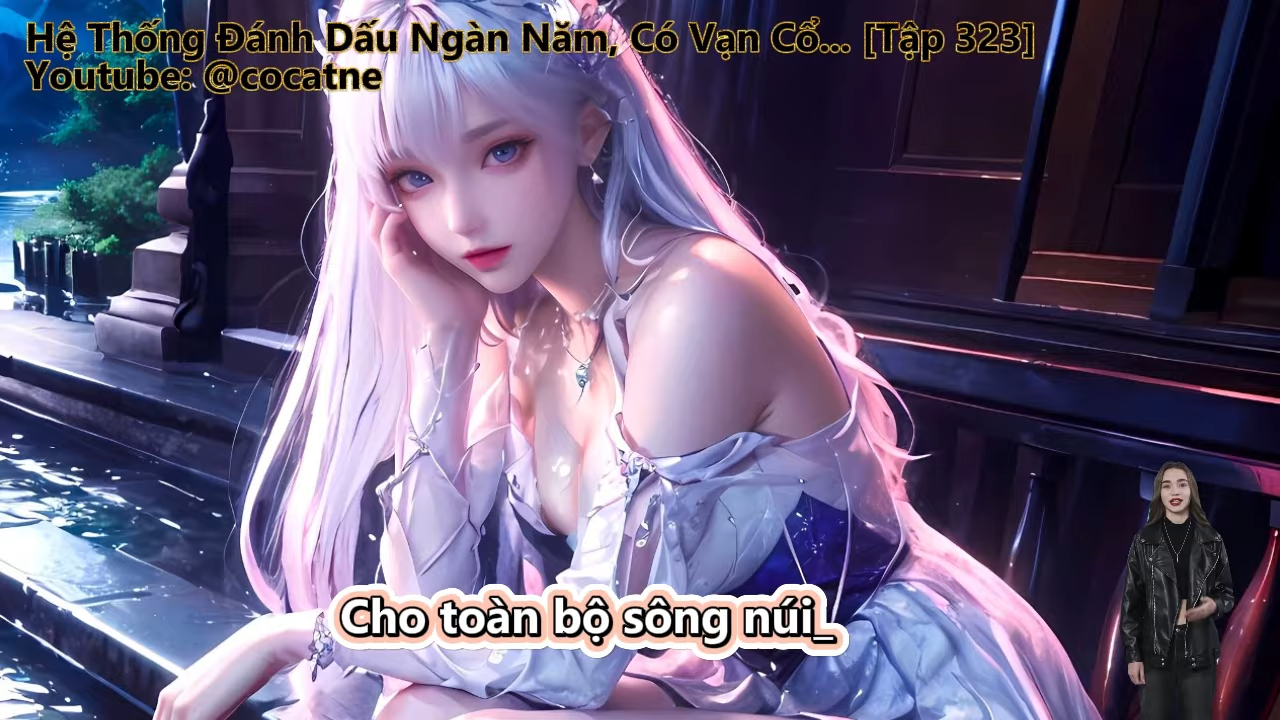 Hệ Thống Đánh Dấu Ngàn Năm, Có Vạn Cổ... [Tập 323]
Youtube: @cocatne
Cho toàn bộ sông núi_